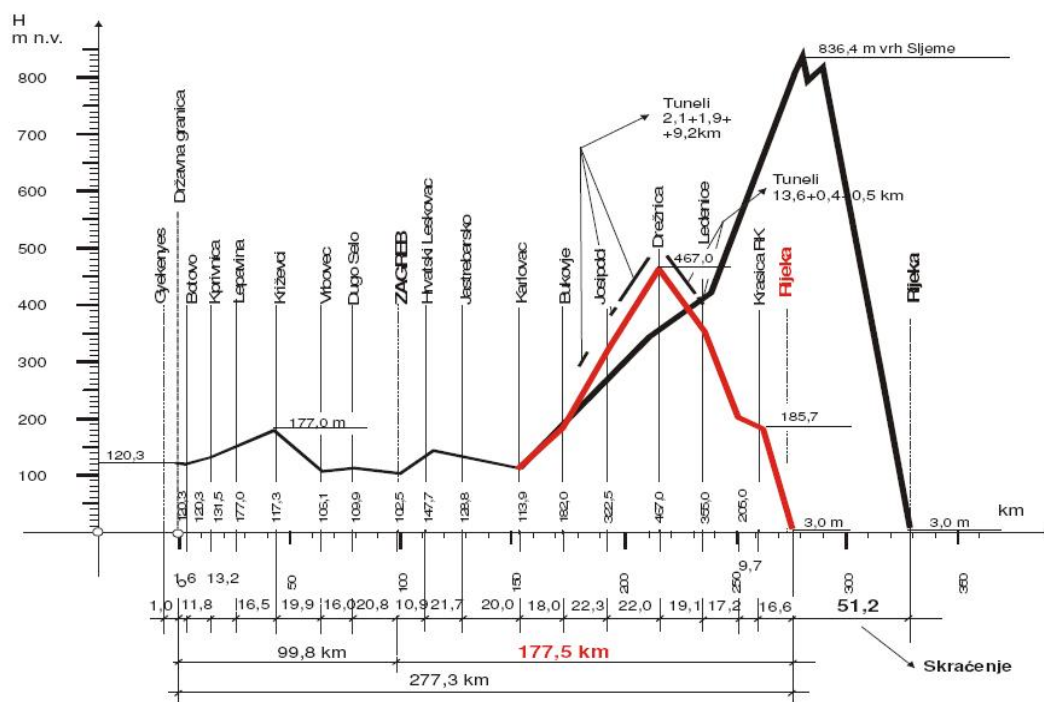 H
m n.v.
800
700
600
500
400
300
200
100
836,4 m vrh Sljeme
Tuneli
2,1+1,9+
+9,2km
Tuneli
13,6+0,4+0,5 km
Gyekenyes
Državna granica
Botovo
Kprivnica
Lepavina
Križevci
Vrbovec
Dugo Selo
ZAGREB
Hrvatski Leskovac
Jastrebarsko
Karlovac
Bukovje
Josipdol
Drežnica
Ledenice
Krasica RK
Rijeka
Rijeka
467,0
177,0 m
185,7
120,3
120,3
120,3
131,5
177,0
117,3
105,1
109,9
102,5
147,7
128,8
113,9
182,0
322,5
467,0
355,0
205,0
3,0 m
3,0 m
km
0
50
100
150
200
250
300
350
1,6
13,2
9,7
1,0
11,8
16,5
19,9
16,0
20,8
10,9
21,7
20,0
18,0
22,3
22,0
19,1
17,2
16,6
51,2
99,8 km
177,5 km
Skraćenje
277,3 km